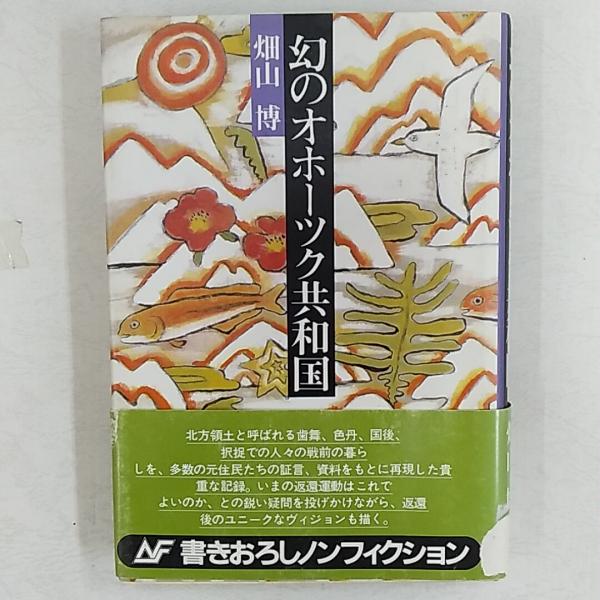 幻のオホーツク共和国
畑山 博
北方領土と呼ばれる歯舞、色丹、国後、
択捉での人々の戦前の暮ら
しを、多数の元住民たちの証言、資料をもとに再現した貴
重な記録。いまの返還運動はこれで
よいのか、との鋭い疑問を投げかけながら、返還
後のユニークなヴィジョンも描く。
NF 書きおろしノンフィクション